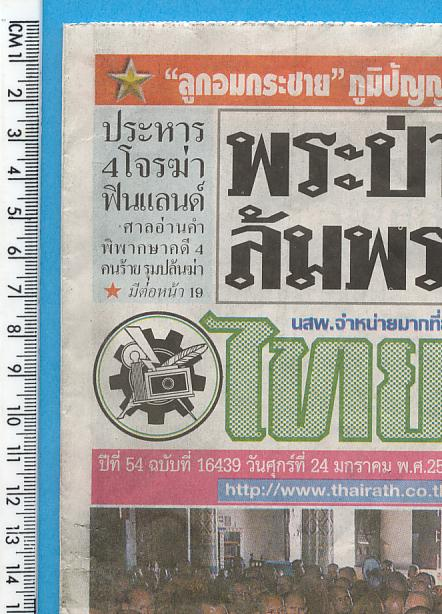 CM 1
2
3
4
5
6
7
8
9
10
11
12
13
14
"ลูกอมกระชาย" ภูมิปัญญ
ประหาร
4โจรฆ่า
ฟินแลนด์
ศาลอ่านคำ
พิพากษาคดี 4
คนร้ายรุมปล้นฆ่า
★ มีต่อหน้า 19
พระป่า
ล้มพร
นสพ.จำหน่ายมากที่
ไทย
ปีที่ 54 ฉบับที่ 16439 วันศุกร์ที่ 24 มกราคม พ.ศ.25
http://www.thairath.co.t